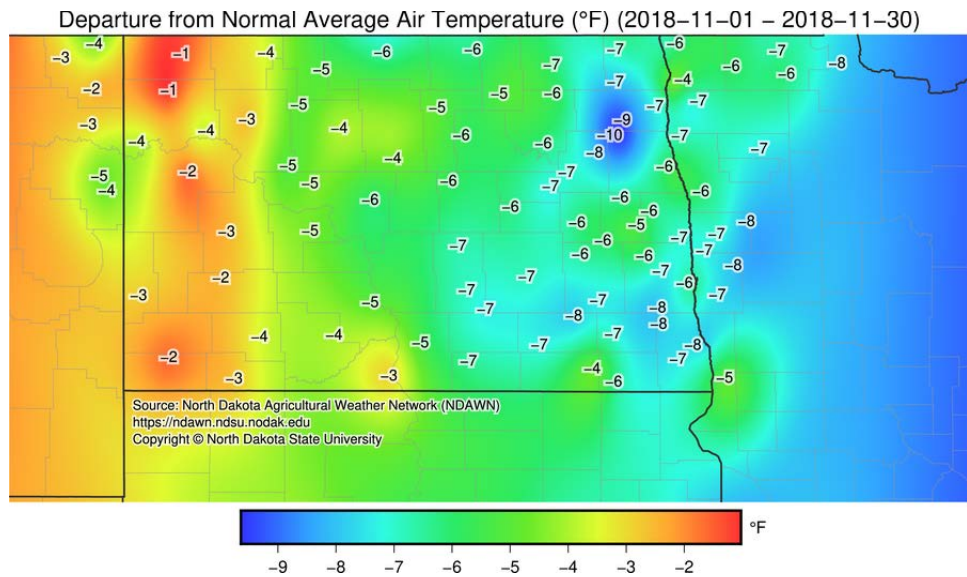 Departure from Normal Average Air Temperature (°F) (2018−11−01 − 2018−11−30)
−4 −6 −6 −7 −6 −7
−3 −1 −4 −5 −7 −6 −6 −8
−2 −1 −5 −5 −6 −7 −4
−3 −3 −5 −7 −7
−4 −4 −4 −6 −6 −10 −9 −7
−4 −8 −7
−5 −2 −5 −7 −6
−4 −5 −6 −7 −6
−6 −6 −6 −6
−3 −5 −6 −5 −8
−7 −6 −7 −7
−6 −6 −7
−2 −7 −7 −8
−3 −7 −6 −7
−5 −7 −7 −8
−8 −8
−4 −4 −5 −7 −7 −8
−2 −7 −7
−3 −3 −4 −6 −5
Source: North Dakota Agricultural Weather Network (NDAWN)
https://ndawn.ndsu.nodak.edu
Copyright © North Dakota State University
°F
−9 −8 −7 −6 −5 −4 −3 −2